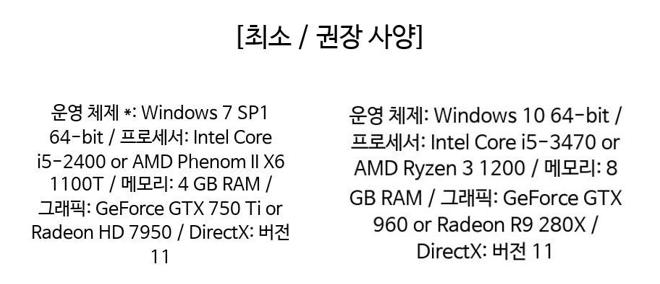 [최소 / 권장 사양]
운영 체제 *: Windows 7 SP1
64-bit / 프로세서: Intel Core
i5-2400 or AMD Phenom II X6
1100T / 메모리: 4 GB RAM /
그래픽: GeForce GTX 750 Ti or
Radeon HD 7950 / DirectX: 버전
11
운영 체제: Windows 10 64-bit /
프로세서: Intel Core i5-3470 or
AMD Ryzen 3 1200 / 메모리: 8
GB RAM / 그래픽: GeForce GTX
960 or Radeon R9 280X /
DirectX: 버전 11